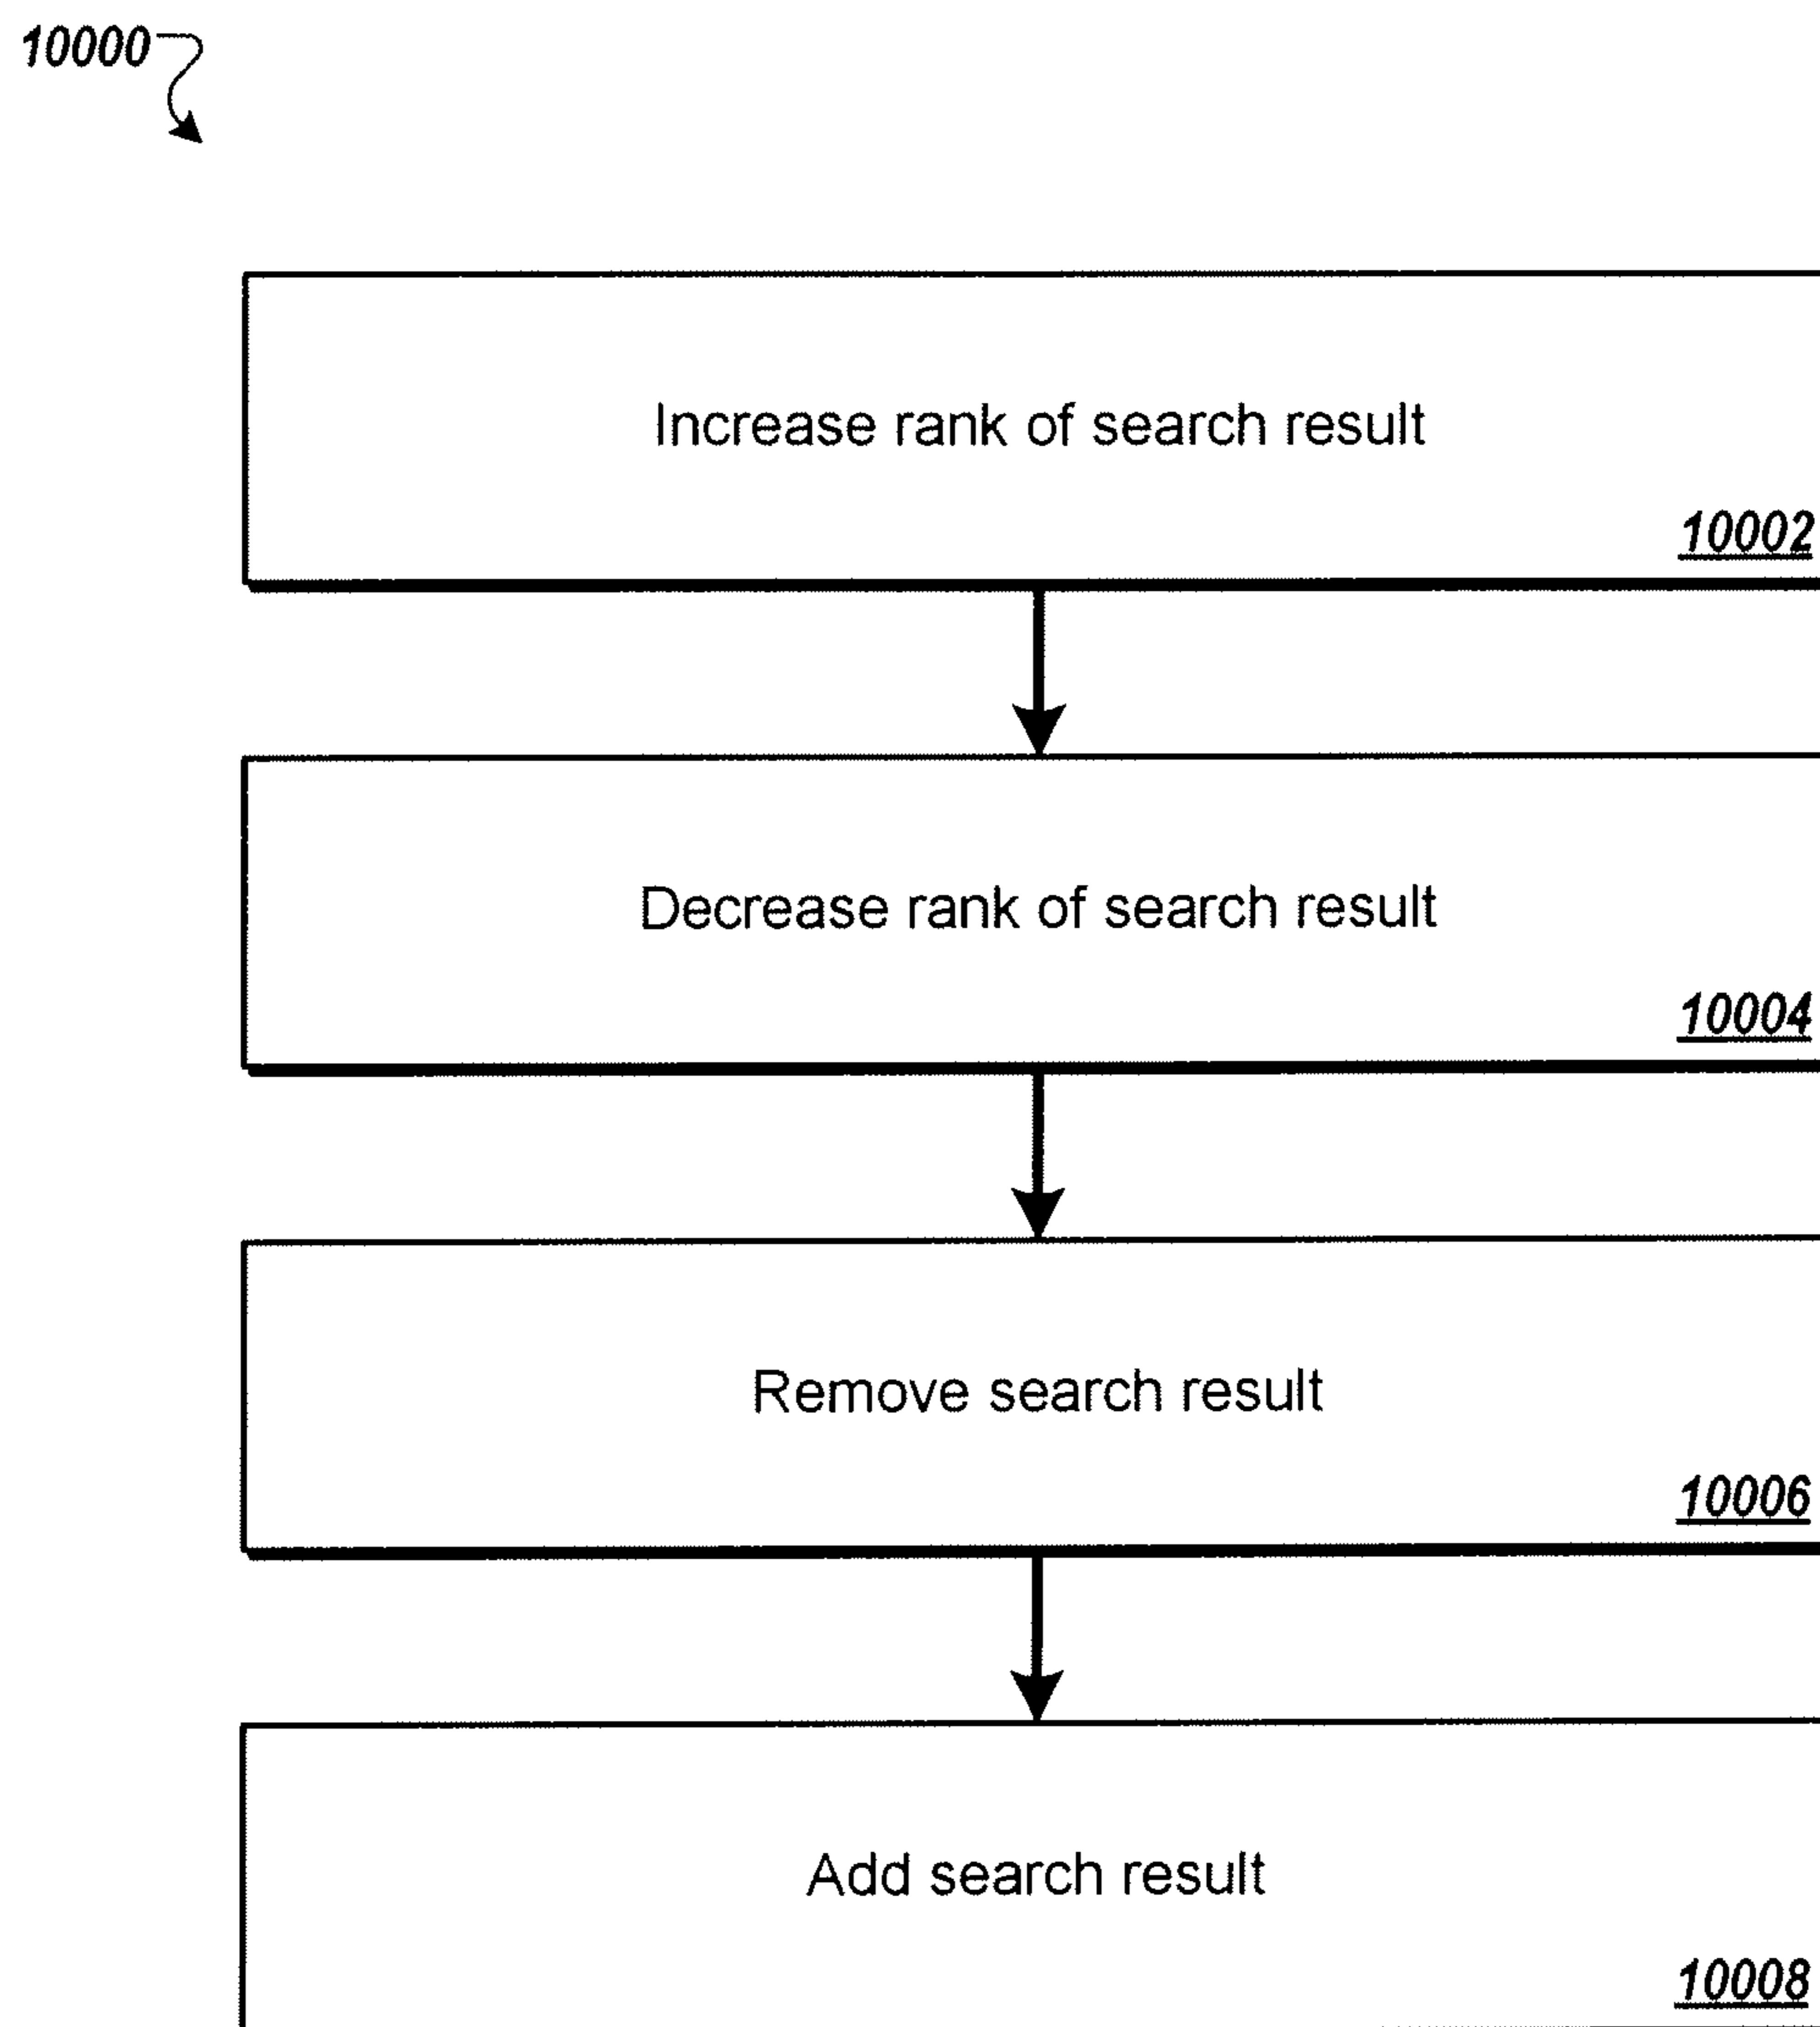 10000
Increase rank of search result
10002
Decrease rank of search result
10004
Remove search result
10006
Add search result
10008